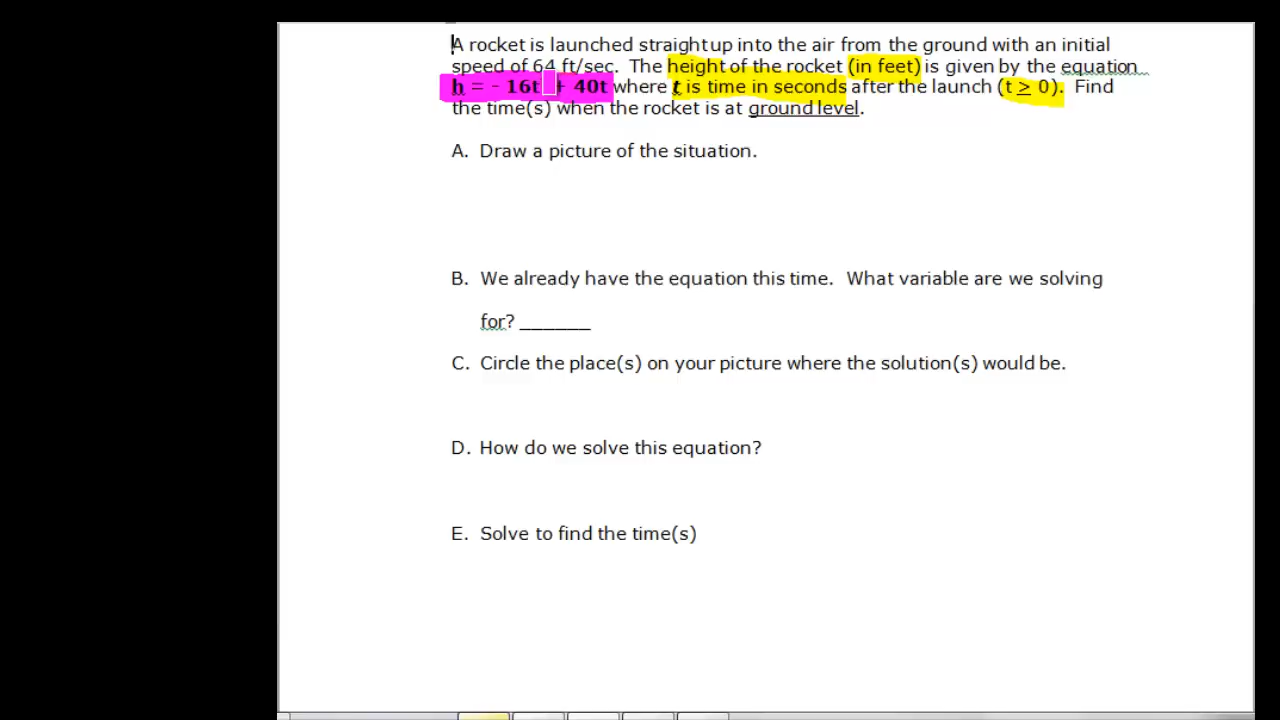 A rocket is launched straight up into the air from the ground with an initial
speed of 64 ft/sec. The height of the rocket (in feet) is given by the equation
h = - 16t + 40t where t is time in seconds after the launch (t ≥ 0). Find
the time(s) when the rocket is at ground level.
A. Draw a picture of the situation.
B. We already have the equation this time. What variable are we solving
for? ______
C. Circle the place(s) on your picture where the solution(s) would be.
D. How do we solve this equation?
E. Solve to find the time(s)